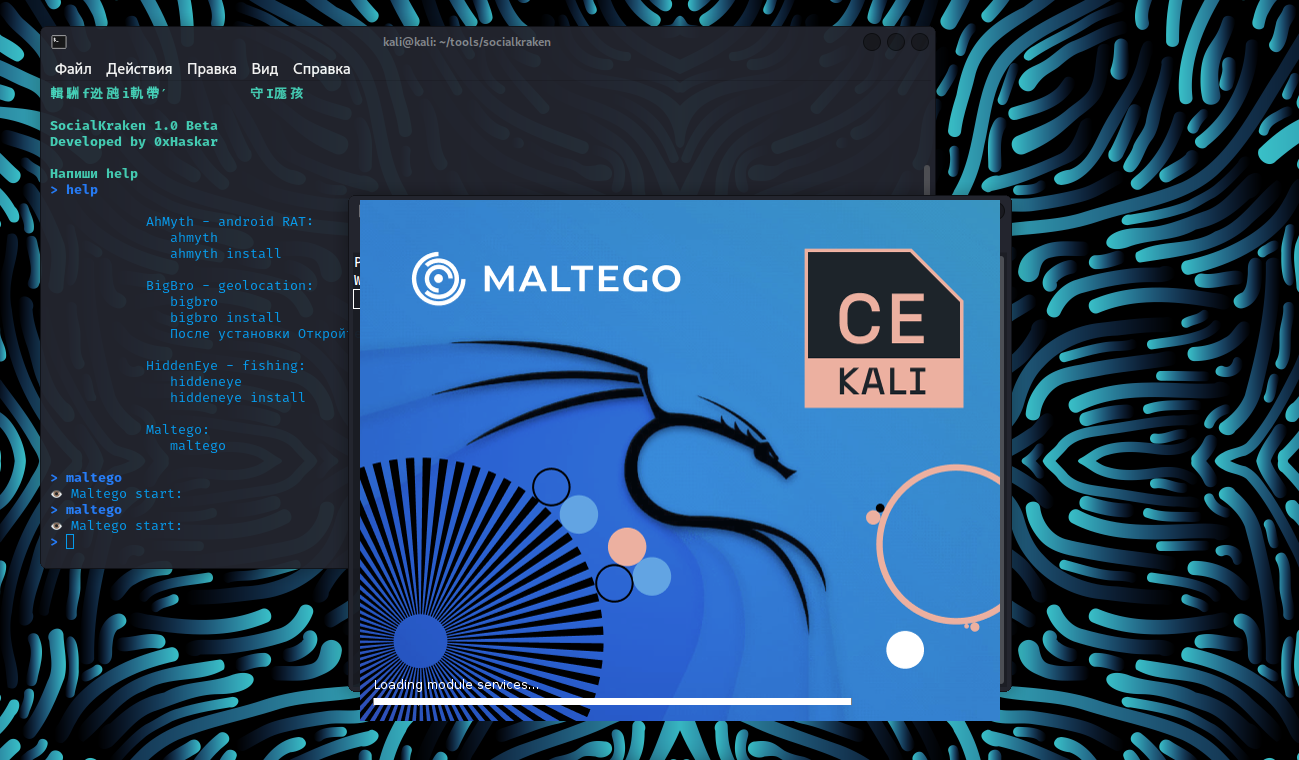 kali@kali: ~/tools/socialkraken
Файл Действия Правка Вид Справка
SocialKraken 1.0 Beta
Developed by 0xHaskar
Напиши help
> help
AhMyth - android RAT:
ahmyth
ahmyth install
BigBro - geolocation:
bigbro
bigbro install
После установки
HiddenEye - fishing:
hiddeneye
hiddeneye install
Maltego:
maltego
> maltego
Maltego start:
> maltego
Maltego start:
>
MALTEGO
CE
KALI
Loading module services...